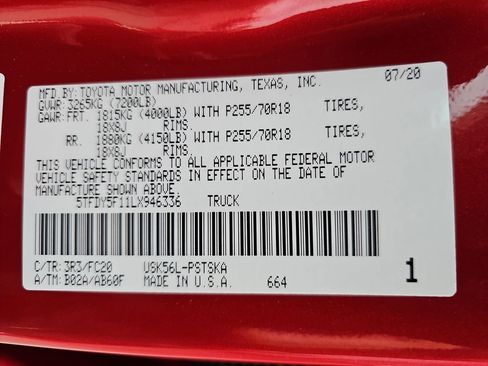 MFD.BY: TOYOTA MOTOR MANUFACTURING, TEXAS, INC. 07/20
GVWR: 3265KG (7200LB)
GAWR: FRT. 1815KG (4000LB) WITH P255/70R18 TIRES,
18X8J RIMS.
RR. 1880KG (4150LB) WITH P255/70R18 TIRES,
18X8J RIMS.
THIS VEHICLE CONFORMS TO ALL APPLICABLE FEDERAL MOTOR
VEHICLE SAFETY STANDARDS IN EFFECT ON THE DATE OF
MANUFACTURE SHOWN ABOVE.
5TFDY5F11LX946336 TRUCK
C/TR: 3R3/FC20 USK56L-PSTSKA
A/TM: B02A/AB60F MADE IN U.S.A. 664 1